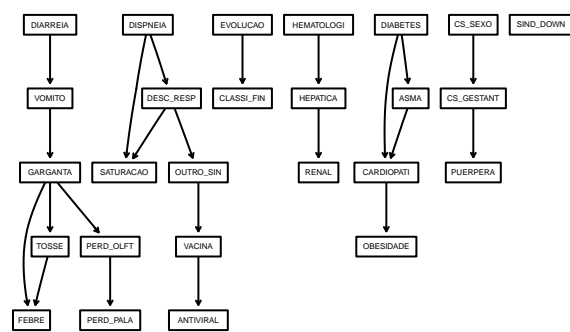 DIARREIA DISPNEIA EVOLUCAO HEMATOLOGI DIABETES CS_SEXO SIND_DOWN
VOMITO DESC_RESP CLASSI_FIN HEPATICA ASMA CS_GESTANT
GARGANTA SATURACAO OUTRO_SIN RENAL CARDIOPATI PUERPERA
TOSSE PERD_OLFT VACINA OBESIDADE
FEBRE PERD_PALA ANTIVIRAL